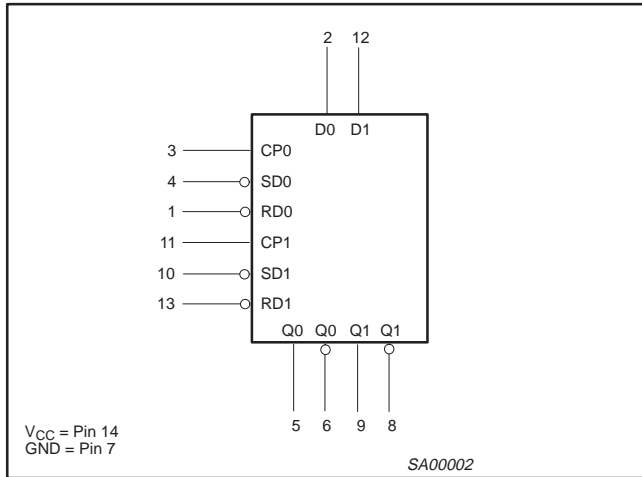 2 12
D0 D1
3 CP0
4 SD0
1 RD0
11 CP1
10 SD1
13 RD1
Q0 Q0 Q1 Q1
5 6 9 8
VCC = Pin 14
GND = Pin 7
SA00002